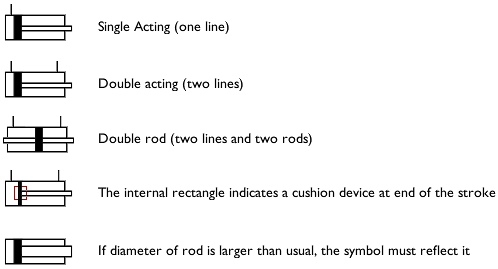 Single Acting (one line)
Double acting (two lines)
Double rod (two lines and two rods)
The internal rectangle indicates a cushion device at end of the stroke
If diameter of rod is larger than usual, the symbol must reflect it